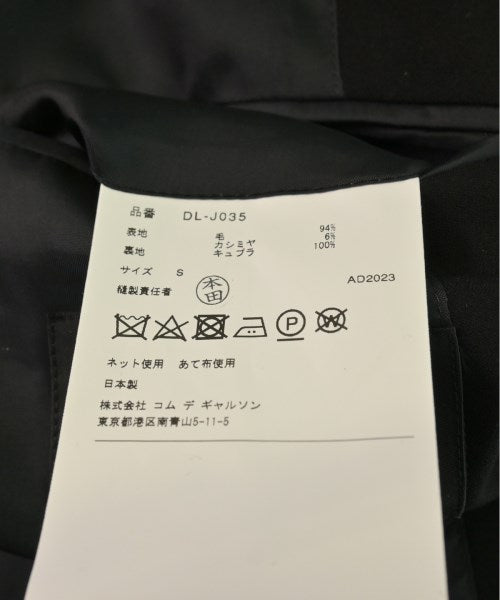 品番 DL-J035
表地 毛 94%
カシミヤ 6%
裏地 キュプラ 100%
サイズ S
AD2023
縫製責任者 本田
P
W
ネット使用 あて布使用
日本製
株式会社 コム デ ギャルソン
東京都港区南青山5-11-5